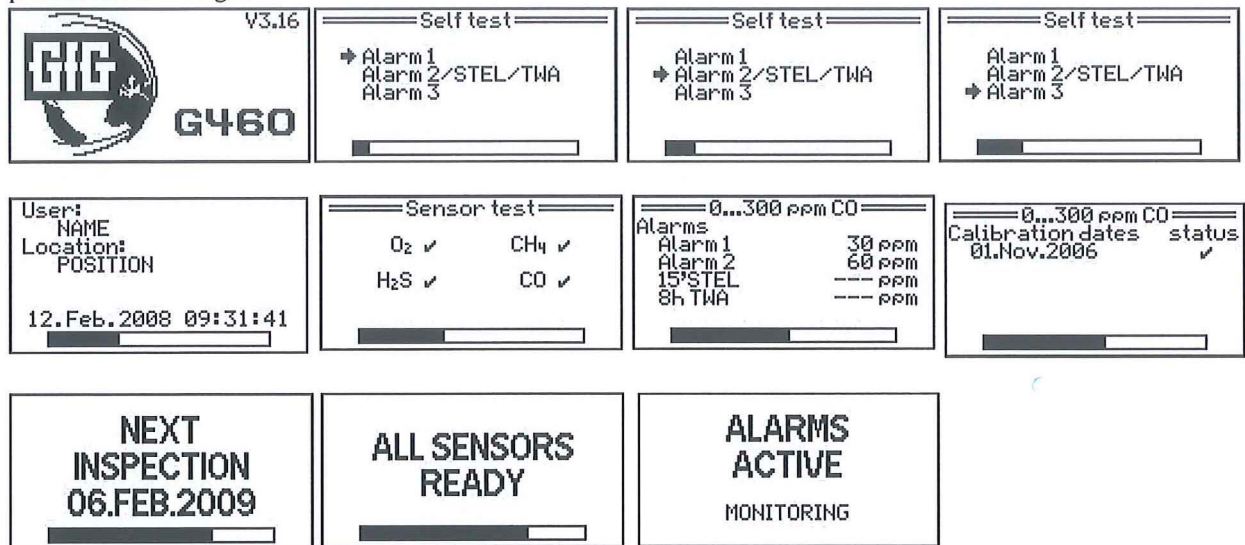 V3.16
GfG
G460
Self test
Alarm 1
Alarm 2/STEL/TWA
Alarm 3
Self test
Alarm 1
Alarm 2/STEL/TWA
Alarm 3
Self test
Alarm 1
Alarm 2/STEL/TWA
Alarm 3
User:
NAME
Location:
POSITION
12.Feb.2008 09:31:41
Sensor test
O₂ ✔ CH₄ ✔
H₂S ✔ CO ✔
0...300 ppm CO
Alarms
Alarm 1 30 ppm
Alarm 2 60 ppm
15'STEL --- ppm
8h TWA --- ppm
0...300 ppm CO
Calibration dates status
01.Nov.2006 ✔
NEXT
INSPECTION
06.FEB.2009
ALL SENSORS
READY
ALARMS
ACTIVE
MONITORING